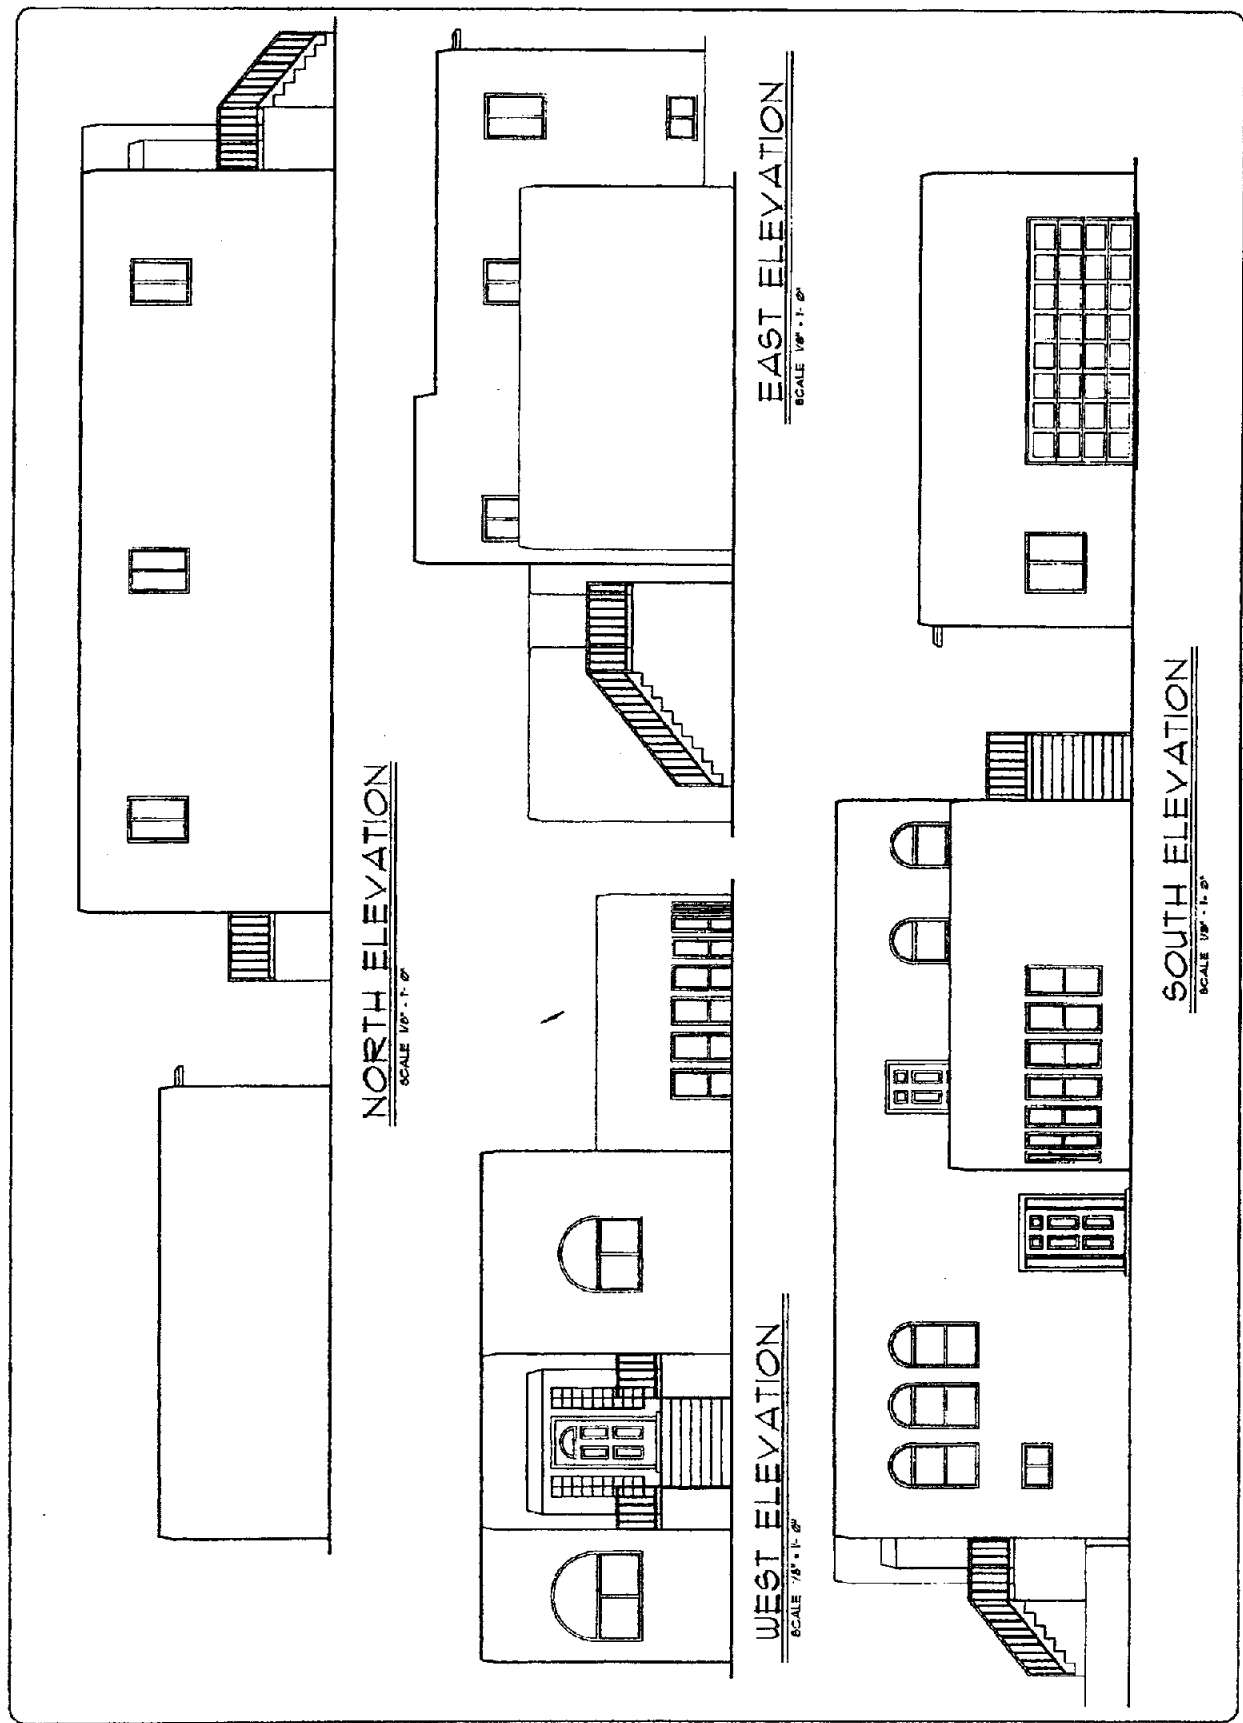 NORTH ELEVATION
SCALE 1/8" = 1'- 0"
EAST ELEVATION
SCALE 1/8" = 1'- 0"
WEST ELEVATION
SCALE 1/8" = 1'- 0"
SOUTH ELEVATION
SCALE 1/8" = 1'- 0"